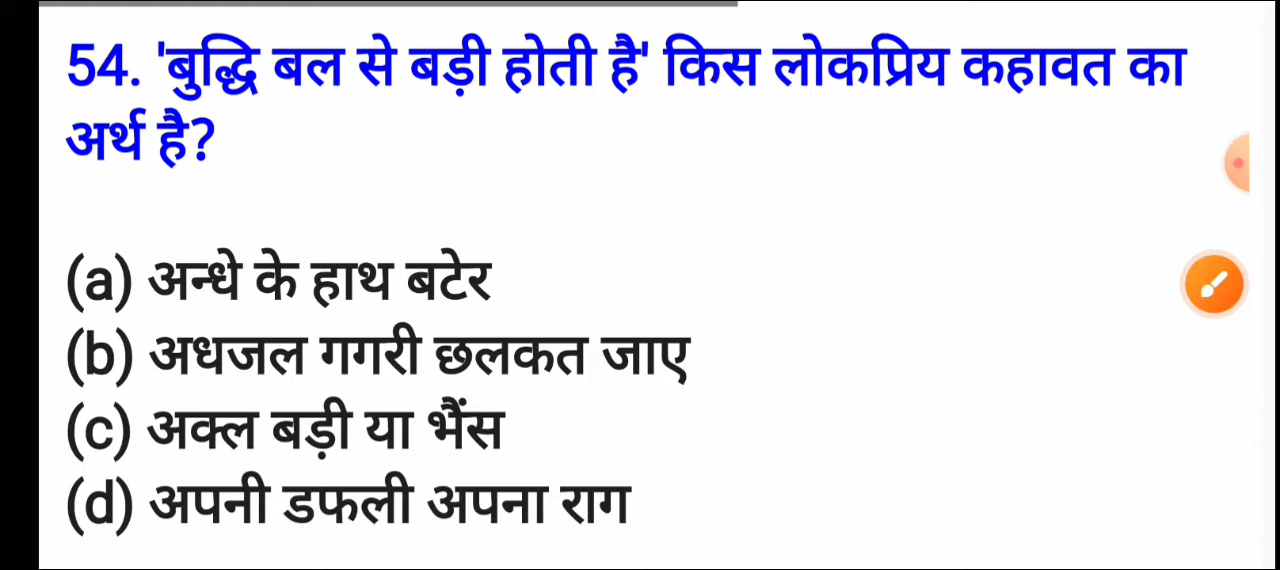 54. 'बुद्धि बल से बड़ी होती है' किस लोकप्रिय कहावत का
अर्थ है?
(a) अन्धे के हाथ बटेर
(b) अधजल गगरी छलकत जाए
(c) अक्ल बड़ी या भैंस
(d) अपनी डफली अपना राग